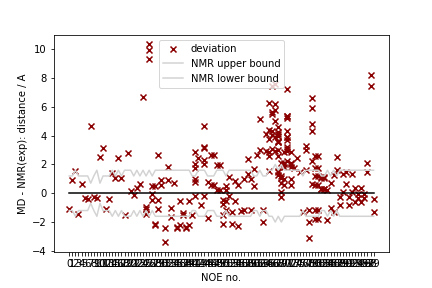 deviation
NMR upper bound
NMR lower bound
MD - NMR(exp): distance / A
10
8
6
4
2
0
−2
−4
NOE no.